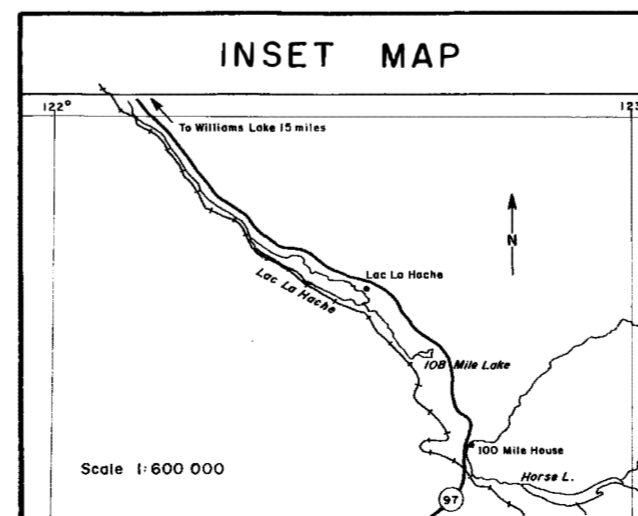 INSET MAP
122°
123
To Williams Lake 15 miles
N
Lac La Hache
Lac La Hache
108 Mile Lake
100 Mile House
Scale 1:600 000
Horse L.
97